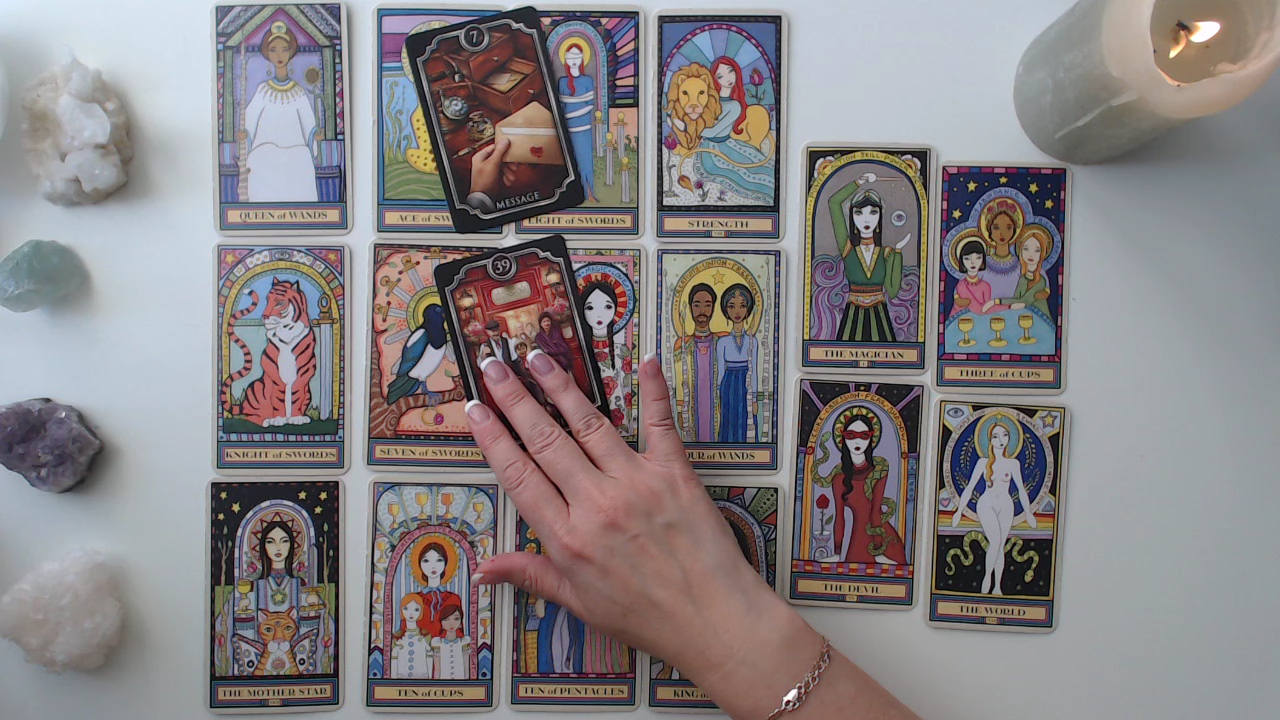 QUEEN of WANDS
ACE of SW
7
MESSAGE
EIGHT of SWORDS
STRENGTH
KNIGHT of SWORDS
SEVEN of SWORDS
39
OUR of WANDS
THE MAGICIAN
I
THREE of CUPS
THE MOTHER STAR
TEN of CUPS
TEN of PENTACLES
KING o
THE DEVIL
THE WORLD